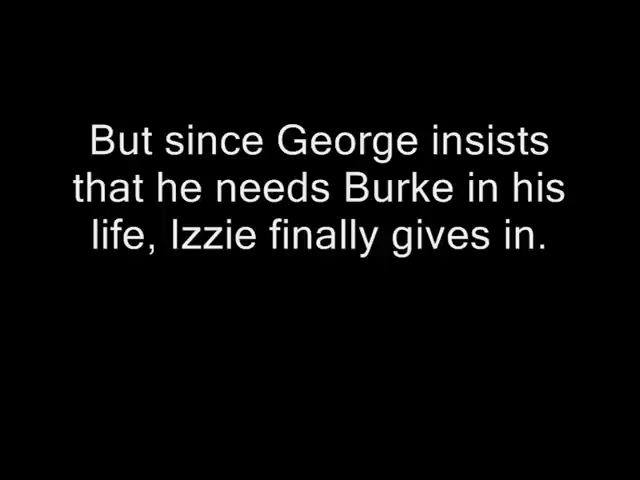 But since George insists
that he needs Burke in his
life, Izzie finally gives in.